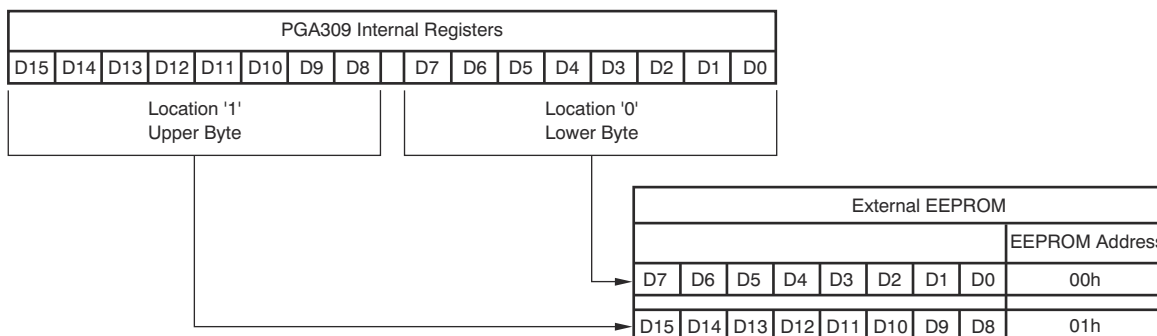 PGA309 Internal Registers
D15 D14 D13 D12 D11 D10 D9 D8 D7 D6 D5 D4 D3 D2 D1 D0
Location '1'
Upper Byte
Location '0'
Lower Byte
External EEPROM
EEPROM Address
D7 D6 D5 D4 D3 D2 D1 D0 00h
D15 D14 D13 D12 D11 D10 D9 D8 01h